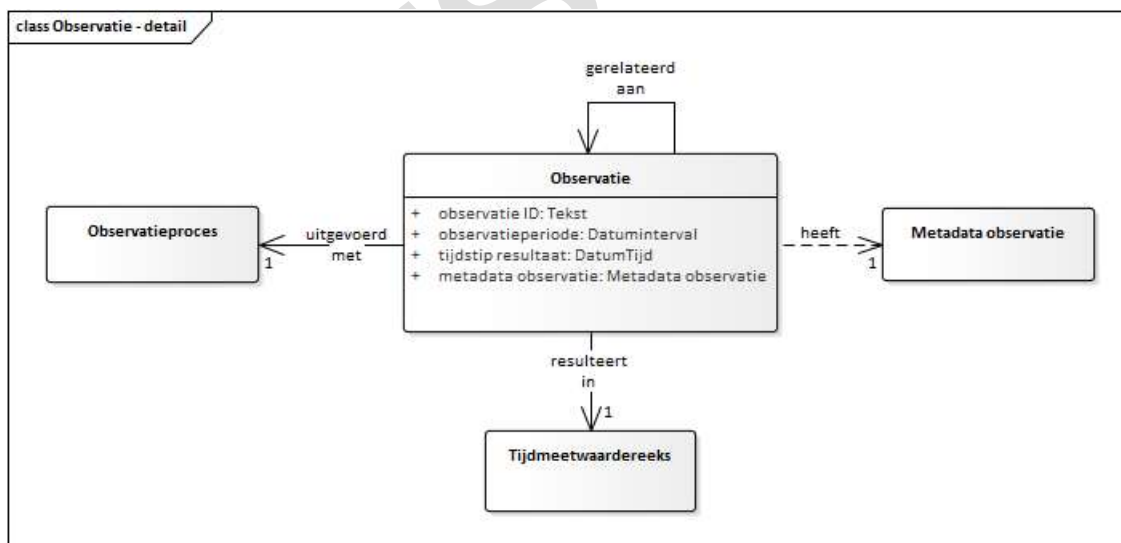 class Observatie - detail
gerelateerd
aan
Observatie
+ observatie ID: Tekst
+ observatieperiode: Datuminterval
+ tijdstip resultaat: DatumTijd
+ metadata observatie: Metadata observatie
Observatieproces
uitgevoerd
met
1
heeft
1
Metadata observatie
resulteert
in
1
Tijdmeetwaardereeks